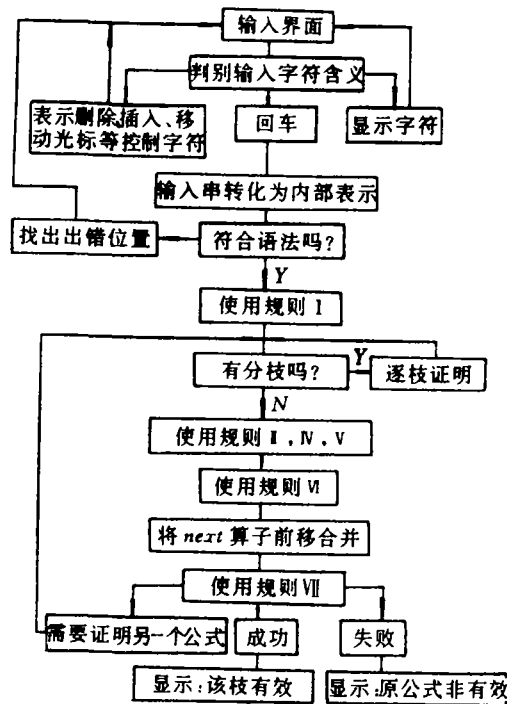 输入界面
判别输入字符含义
表示删除插入、移
动光标等控制字符
回车
显示字符
输入串转化为内部表示
找出出错位置
符合语法吗?
Y
使用规则 I
有分枝吗?
Y
逐枝证明
N
使用规则 Ⅱ,Ⅳ,Ⅴ
使用规则 Ⅵ
将 next 算子前移合并
使用规则 Ⅶ
需要证明另一个公式
成功
失败
显示:该枝有效
显示:原公式非有效